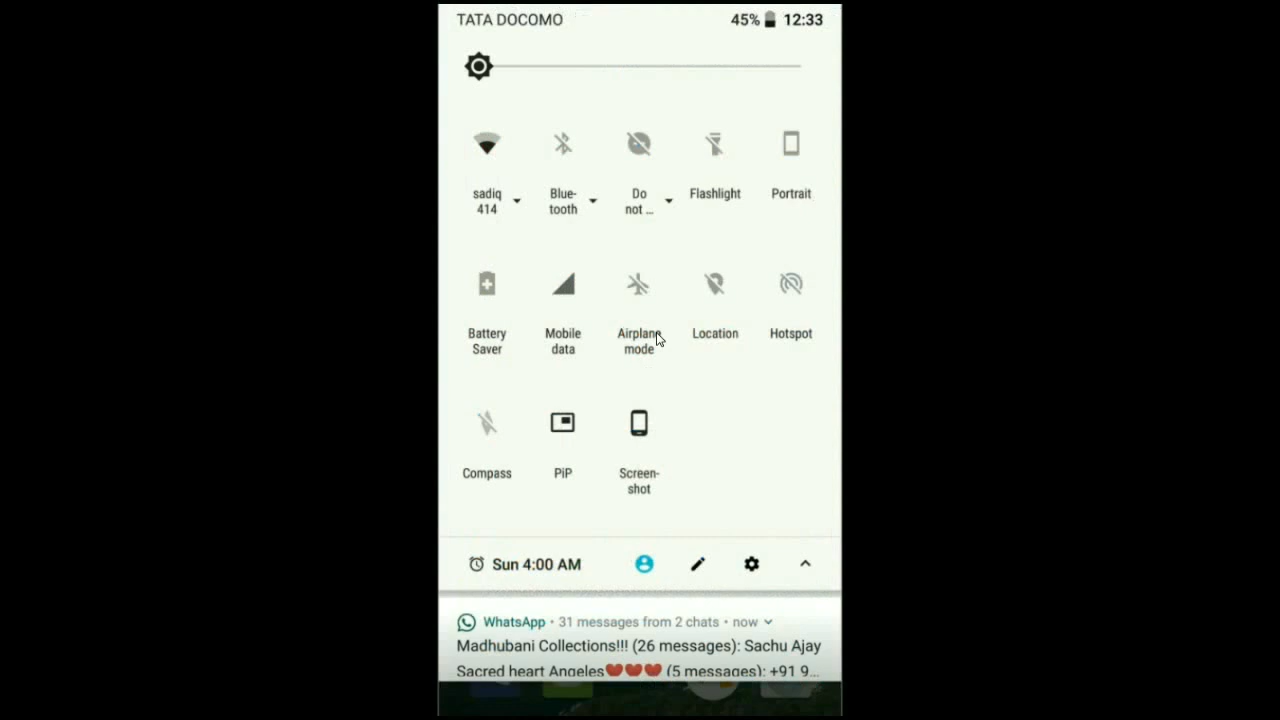 TATA DOCOMO 45% 12:33
sadiq 414
Blue-
tooth
Do
not ...
Flashlight
Portrait
Battery
Saver
Mobile
data
Airplane
mode
Location
Hotspot
Compass
PiP
Screen-
shot
Sun 4:00 AM
WhatsApp • 31 messages from 2 chats • now
Madhubani Collections!!! (26 messages): Sachu Ajay
Sacred heart Angeles❤❤❤ (5 messages): +91 9...